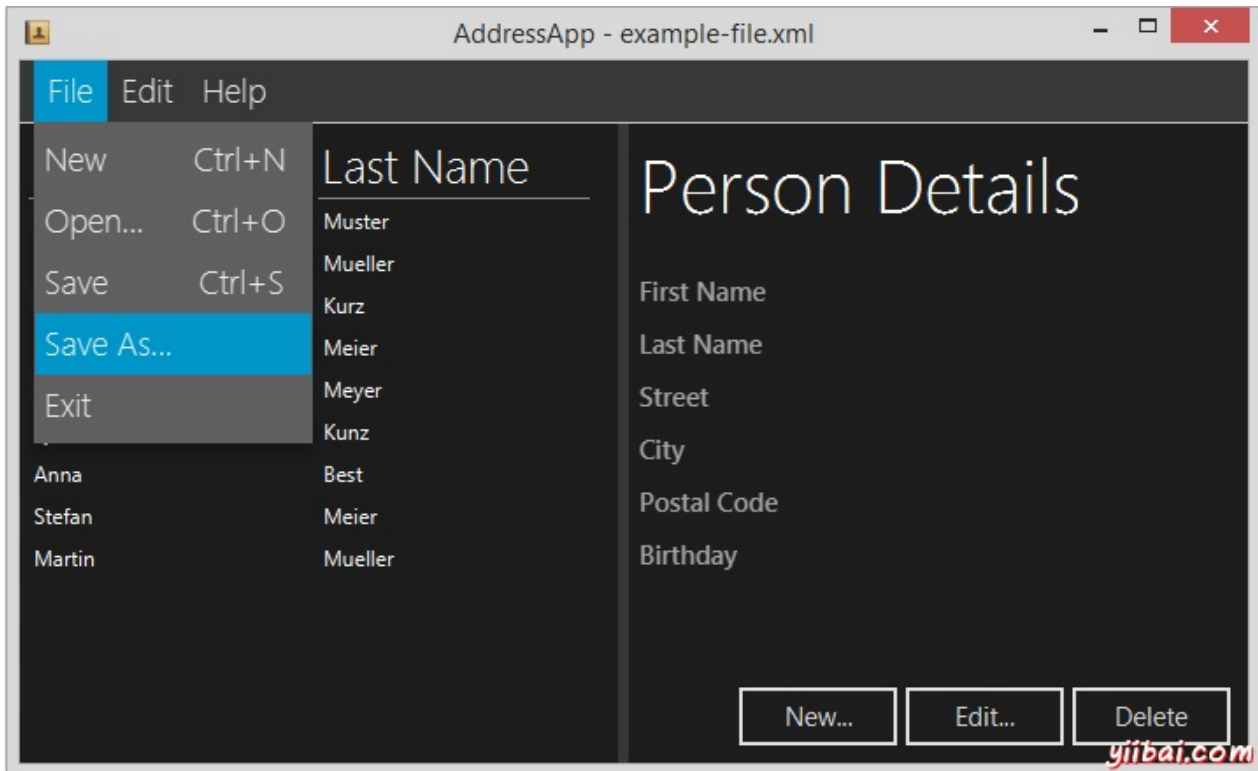 AddressApp - example-file.xml
File Edit Help
New Ctrl+N
Open... Ctrl+O
Save Ctrl+S
Save As...
Exit
Last Name
Muster
Mueller
Kurz
Meier
Meyer
Kunz
Anna Best
Stefan Meier
Martin Mueller
Person Details
First Name
Last Name
Street
City
Postal Code
Birthday
New... Edit... Delete
yiibai.com